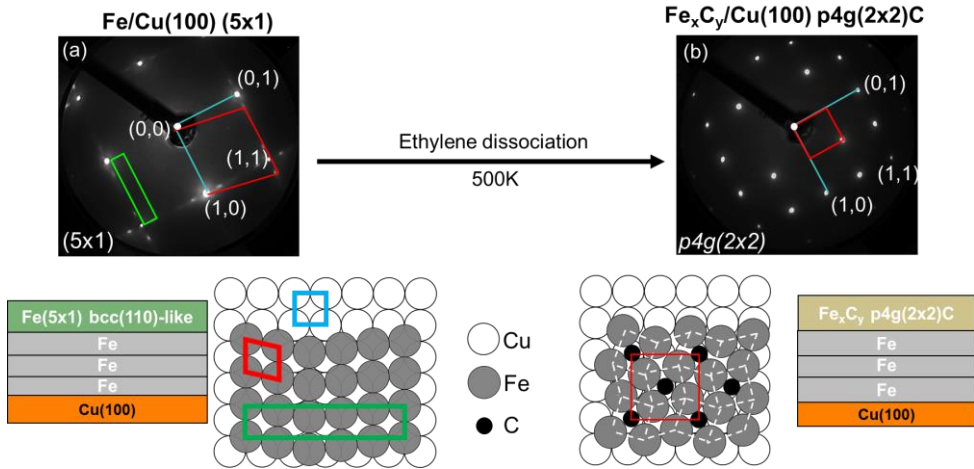 Fe/Cu(100) (5x1)
(a)
(0,1)
(0,0)
(1,1)
(1,0)
(5x1)
Ethylene dissociation
500K
FeₓCᵧ/Cu(100) p4g(2x2)C
(b)
(0,1)
(1,1)
(1,0)
p4g(2x2)
Fe(5x1) bcc(110)-like
Fe
Fe
Fe
Cu(100)
Cu
Fe
C
FeₓCᵧ p4g(2x2)C
Fe
Fe
Fe
Cu(100)